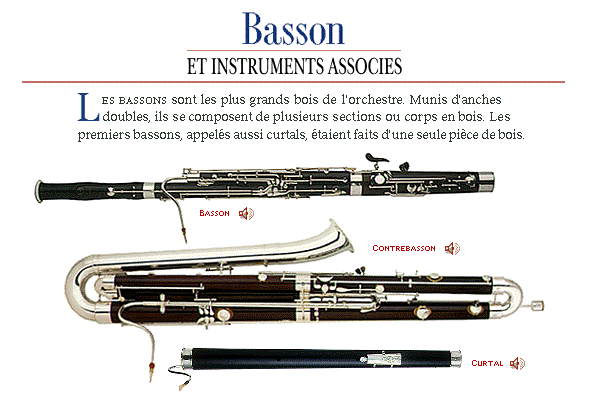 Basson
ET INSTRUMENTS ASSOCIES
LES BASSONS sont les plus grands bois de l'orchestre. Munis d'anches
doubles, ils se composent de plusieurs sections ou corps en bois. Les
premiers bassons, appelés aussi curtals, étaient faits d'une seule pièce de bois.
BASSON
CONTREBASSON
CURTAL